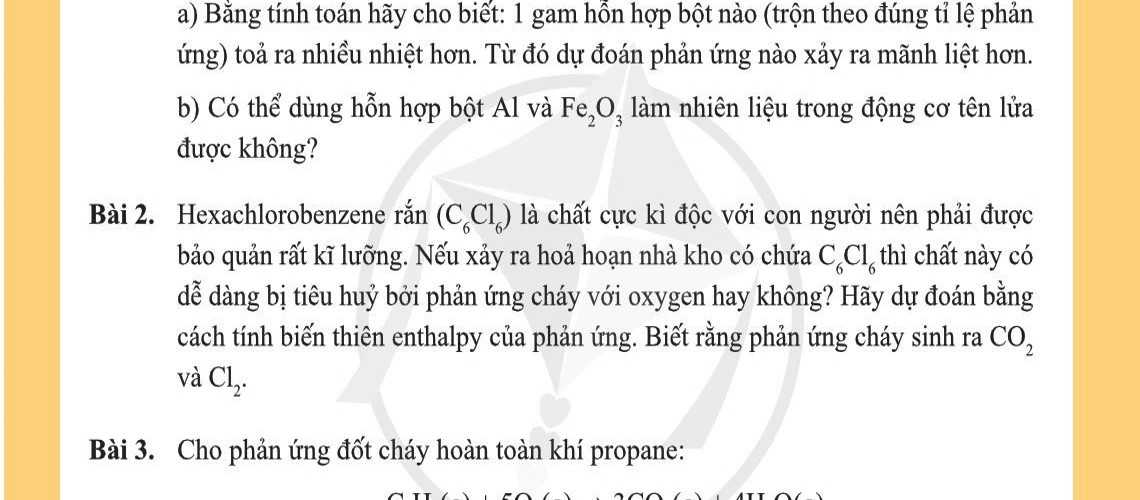 a) Bằng tính toán hãy cho biết: 1 gam hỗn hợp bột nào (trộn theo đúng tỉ lệ phản
ứng) toả ra nhiều nhiệt hơn. Từ đó dự đoán phản ứng nào xảy ra mãnh liệt hơn.
b) Có thể dùng hỗn hợp bột Al và Fe₂O₃ làm nhiên liệu trong động cơ tên lửa
được không?
Bài 2. Hexachlorobenzene rắn (C₆Cl₆) là chất cực kì độc với con người nên phải được
bảo quản rất kĩ lưỡng. Nếu xảy ra hoả hoạn nhà kho có chứa C₆Cl₆ thì chất này có
dễ dàng bị tiêu huỷ bởi phản ứng cháy với oxygen hay không? Hãy dự đoán bằng
cách tính biến thiên enthalpy của phản ứng. Biết rằng phản ứng cháy sinh ra CO₂
và Cl₂.
Bài 3. Cho phản ứng đốt cháy hoàn toàn khí propane: